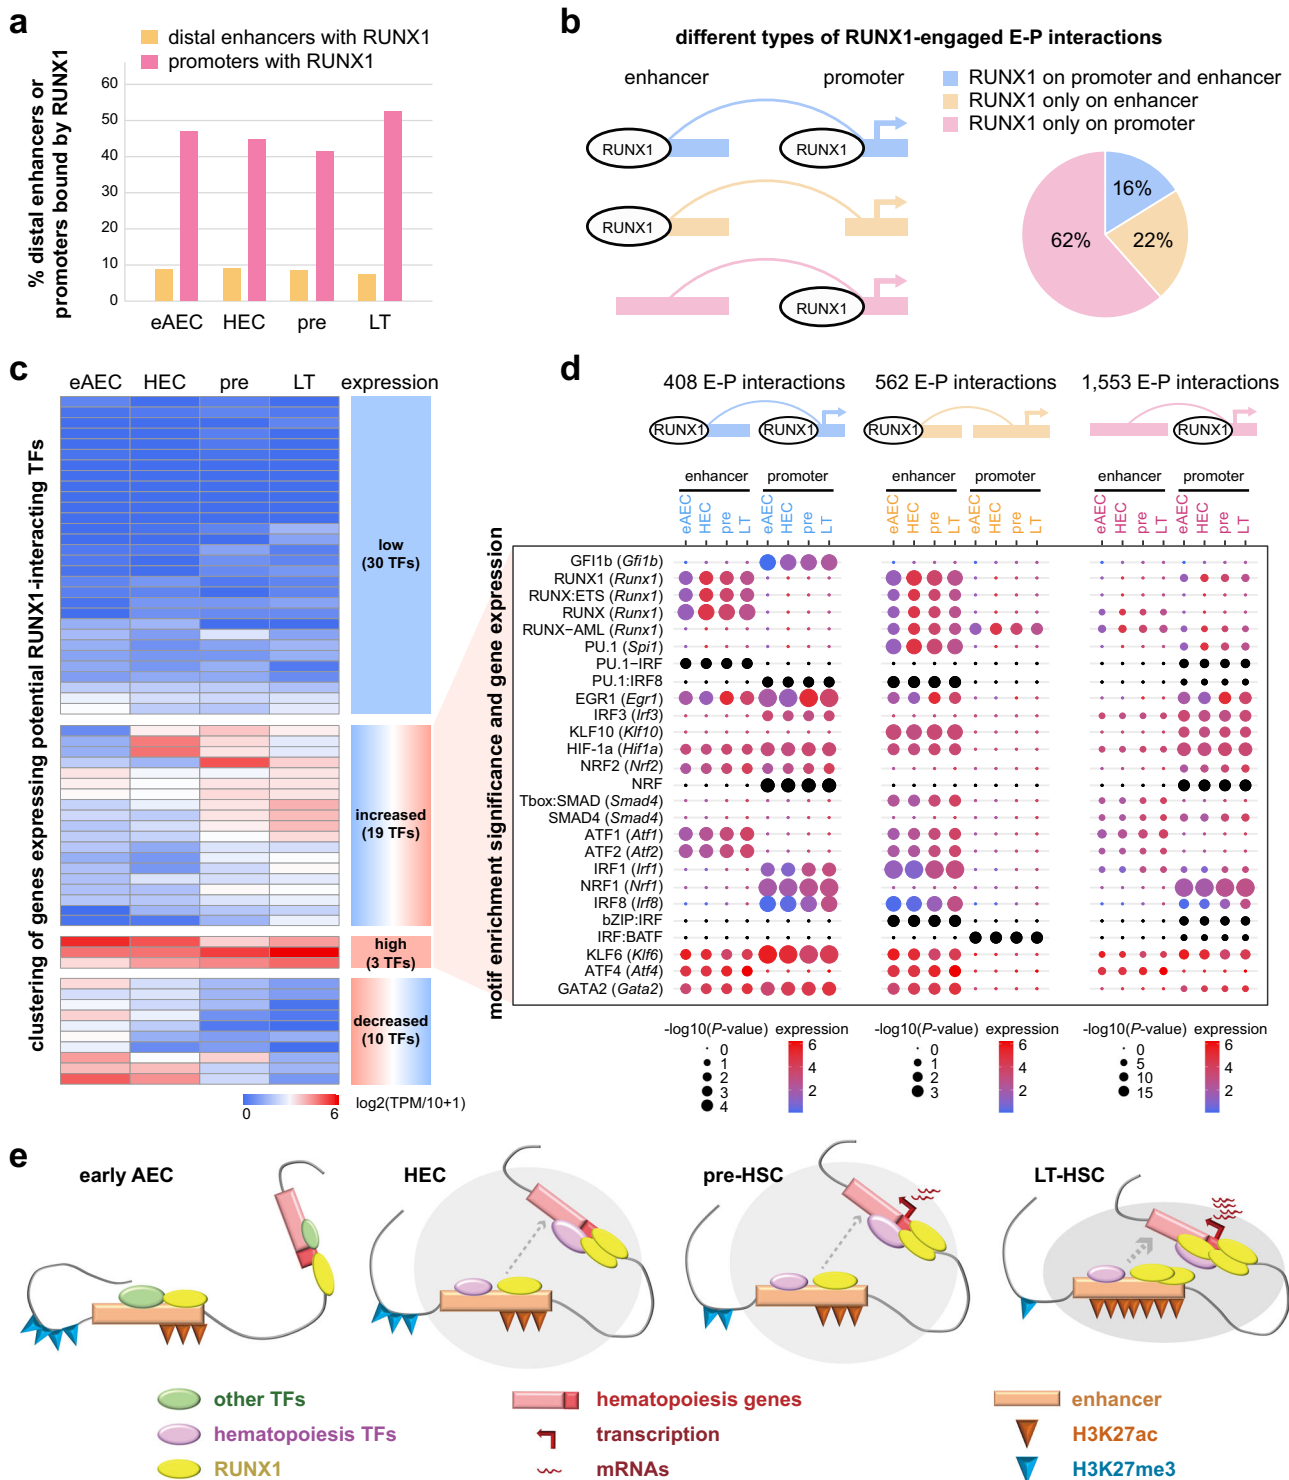 a
distal enhancers with RUNX1
promoters with RUNX1
% distal enhancers or
promoters bound by RUNX1
60
50
40
30
20
10
0
eAEC HEC pre LT
b
different types of RUNX1-engaged E-P interactions
enhancer promoter
RUNX1 on promoter and enhancer
RUNX1 only on enhancer
RUNX1 only on promoter
RUNX1 RUNX1
RUNX1
RUNX1
16%
22%
62%
c
eAEC HEC pre LT expression
clustering of genes expressing potential RUNX1-interacting TFs
low
(30 TFs)
increased
(19 TFs)
high
(3 TFs)
decreased
(10 TFs)
0 6
log2(TPM/10+1)
d
408 E-P interactions 562 E-P interactions 1,553 E-P interactions
RUNX1 RUNX1 RUNX1 RUNX1
enhancer promoter enhancer promoter enhancer promoter
eAEC HEC pre LT eAEC HEC pre LT eAEC HEC pre LT eAEC HEC pre LT eAEC HEC pre LT eAEC HEC pre LT
motif enrichment significance and gene expression
GFI1b (Gfi1b)
RUNX1 (Runx1)
RUNX:ETS (Runx1)
RUNX (Runx1)
RUNX−AML (Runx1)
PU.1 (Spi1)
PU.1−IRF
PU.1:IRF8
EGR1 (Egr1)
IRF3 (Irf3)
KLF10 (Klf10)
HIF-1a (Hif1a)
NRF2 (Nrf2)
NRF
Tbox:SMAD (Smad4)
SMAD4 (Smad4)
ATF1 (Atf1)
ATF2 (Atf2)
IRF1 (Irf1)
NRF1 (Nrf1)
IRF8 (Irf8)
bZIP:IRF
IRF:BATF
KLF6 (Klf6)
ATF4 (Atf4)
GATA2 (Gata2)
-log10(P-value) expression
0
1
2
3
4
6
4
2
-log10(P-value) expression
0
1
2
3
6
4
2
-log10(P-value) expression
0
5
10
15
6
4
2
e
early AEC HEC pre-HSC LT-HSC
other TFs hematopoiesis genes enhancer
hematopoiesis TFs transcription H3K27ac
RUNX1 mRNAs H3K27me3